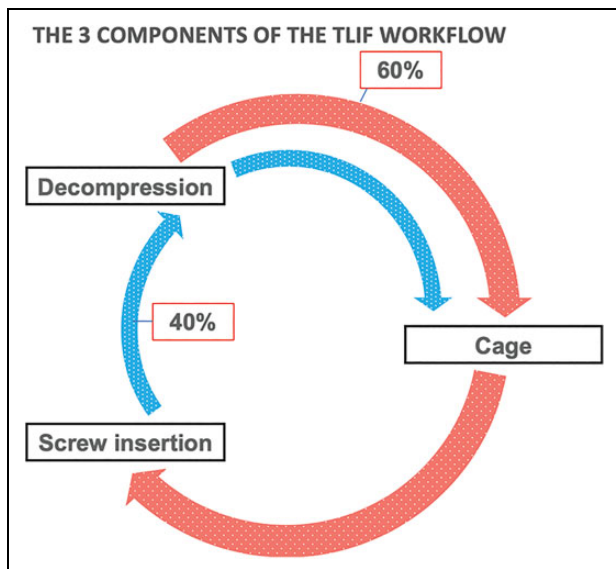 THE 3 COMPONENTS OF THE TLIF WORKFLOW
60%
Decompression
40%
Cage
Screw insertion